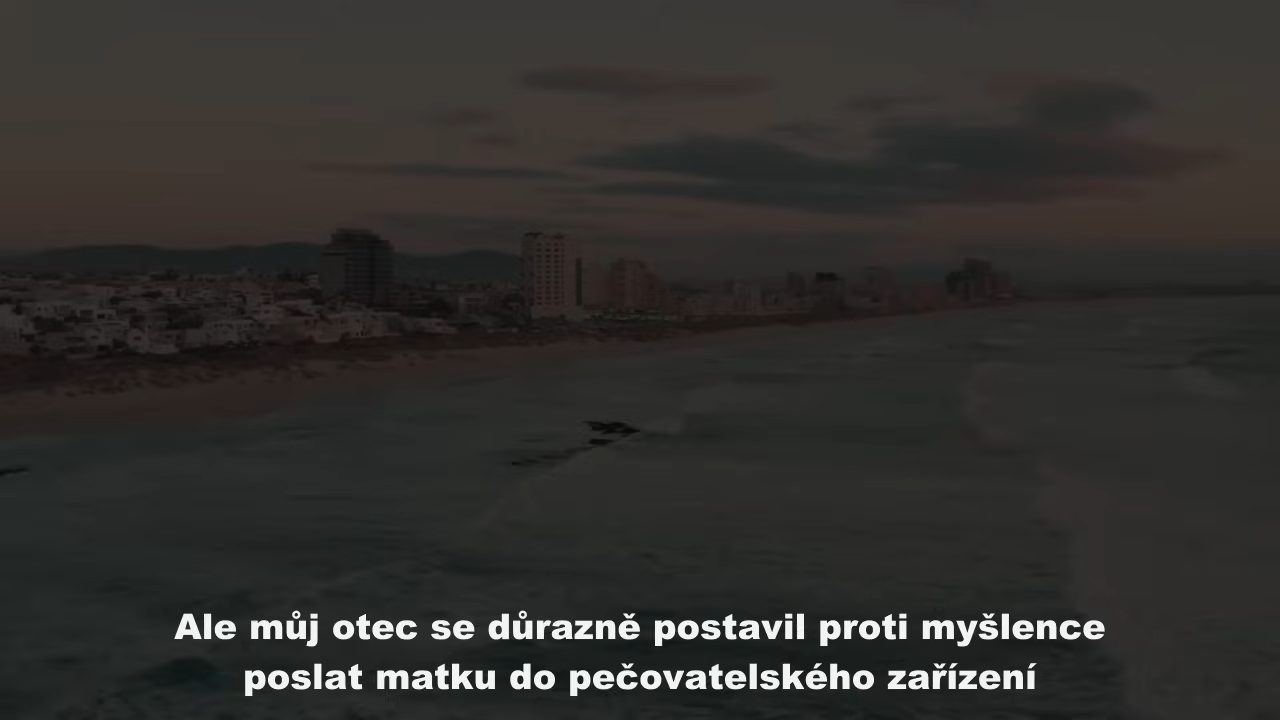 Ale můj otec se důrazně postavil proti myšlence
poslat matku do pečovatelského zařízení